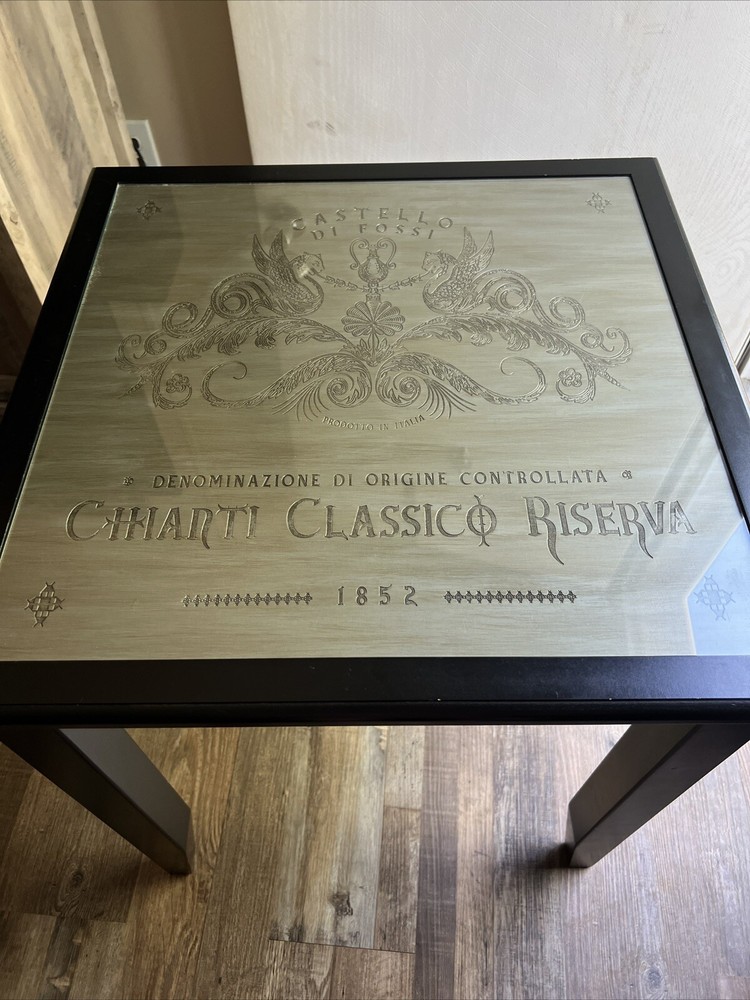 CASTELLO
DI FOSSI
PRODOTTO IN ITALIA
DENOMINAZIONE DI ORIGINE CONTROLLATA
CHIANTI CLASSICO RISERVA
1852